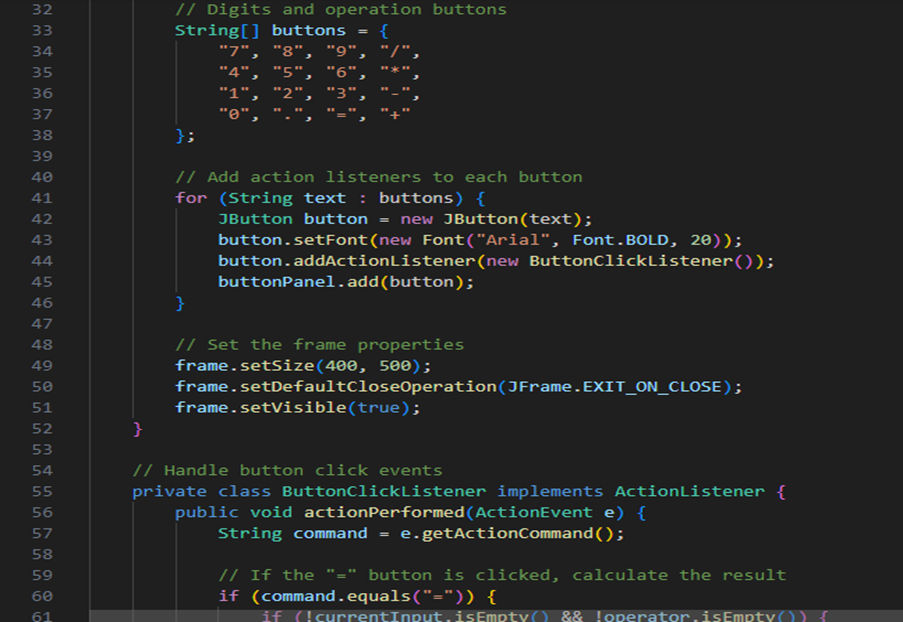 32 // Digits and operation buttons
33 String[] buttons = {
34 "7", "8", "9", "/",
35 "4", "5", "6", "*",
36 "1", "2", "3", "-",
37 "0", ".", "=", "+"
38 };
39
40 // Add action listeners to each button
41 for (String text : buttons) {
42 JButton button = new JButton(text);
43 button.setFont(new Font("Arial", Font.BOLD, 20));
44 button.addActionListener(new ButtonClickListener());
45 buttonPanel.add(button);
46 }
47
48 // Set the frame properties
49 frame.setSize(400, 500);
50 frame.setDefaultCloseOperation(JFrame.EXIT_ON_CLOSE);
51 frame.setVisible(true);
52 }
53
54 // Handle button click events
55 private class ButtonClickListener implements ActionListener {
56 public void actionPerformed(ActionEvent e) {
57 String command = e.getActionCommand();
58
59 // If the "=" button is clicked, calculate the result
60 if (command.equals("=")) {
61 if (!currentInput.isEmpty() && !operator.isEmpty()) {